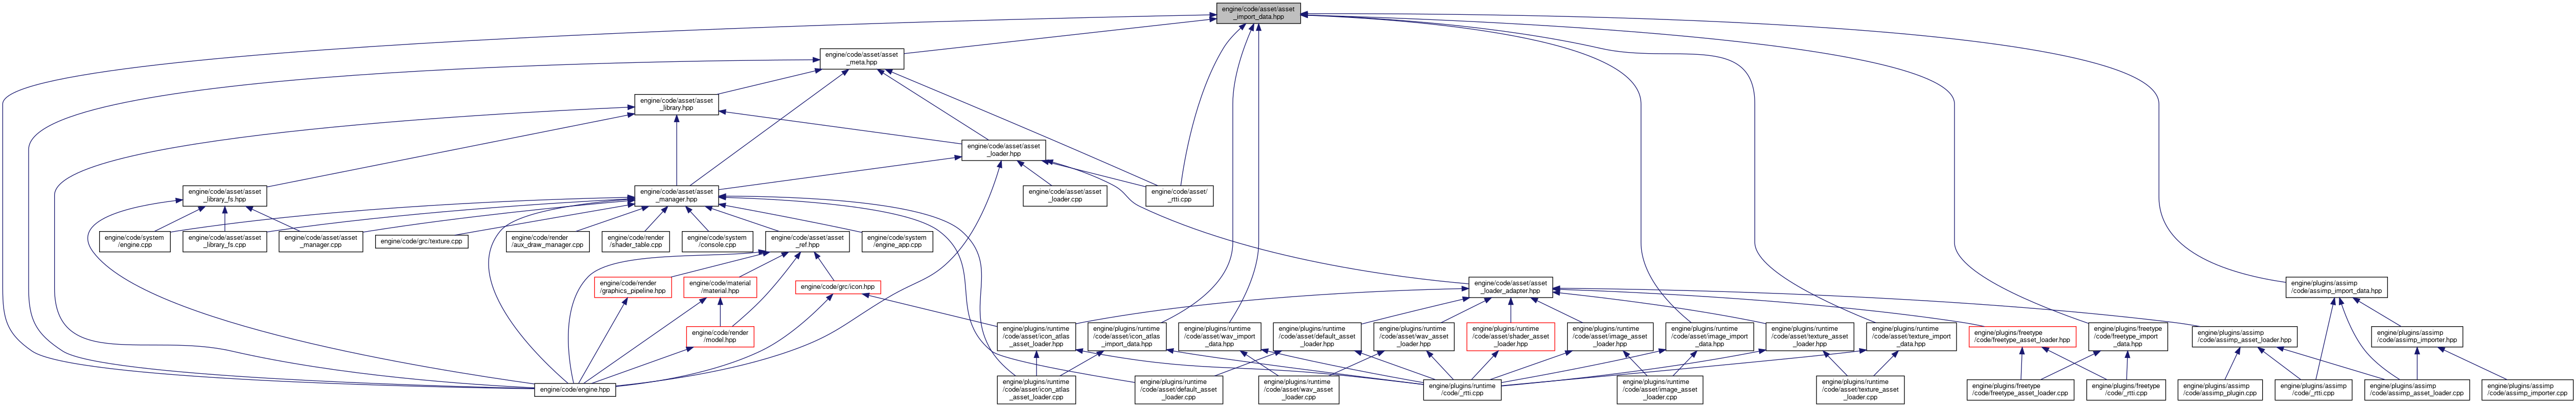 engine/code/asset/asset
_import_data.hpp
engine/code/asset/asset
_meta.hpp
engine/code/asset/asset
_library.hpp
engine/code/asset/asset
_loader.hpp
engine/code/asset/asset
_library_fs.hpp
engine/code/asset/asset
_manager.hpp
engine/code/asset/asset
_loader.cpp
engine/code/asset/
_rtti.cpp
engine/code/system
/engine.cpp
engine/code/asset/asset
_library_fs.cpp
engine/code/asset/asset
_manager.cpp
engine/code/grc/texture.cpp
engine/code/render
/aux_draw_manager.cpp
engine/code/render
/shader_table.cpp
engine/code/system
/console.cpp
engine/code/asset/asset
_ref.hpp
engine/code/system
/engine_app.cpp
engine/code/render
/graphics_pipeline.hpp
engine/code/material
/material.hpp
engine/code/grc/icon.hpp
engine/code/asset/asset
_loader_adapter.hpp
engine/plugins/assimp
/code/assimp_import_data.hpp
engine/code/render
/model.hpp
engine/plugins/runtime
/code/asset/icon_atlas
_asset_loader.hpp
engine/plugins/runtime
/code/asset/icon_atlas
_import_data.hpp
engine/plugins/runtime
/code/asset/wav_import
_data.hpp
engine/plugins/runtime
/code/asset/default_asset
_loader.hpp
engine/plugins/runtime
/code/asset/wav_asset
_loader.hpp
engine/plugins/runtime
/code/asset/shader_asset
_loader.hpp
engine/plugins/runtime
/code/asset/image_asset
_loader.hpp
engine/plugins/runtime
/code/asset/image_import
_data.hpp
engine/plugins/runtime
/code/asset/texture_asset
_loader.hpp
engine/plugins/runtime
/code/asset/texture_import
_data.hpp
engine/plugins/freetype
/code/freetype_asset_loader.hpp
engine/plugins/freetype
/code/freetype_import
_data.hpp
engine/plugins/assimp
/code/assimp_asset_loader.hpp
engine/plugins/assimp
/code/assimp_importer.hpp
engine/code/engine.hpp
engine/plugins/runtime
/code/asset/icon_atlas
_asset_loader.cpp
engine/plugins/runtime
/code/asset/default_asset
_loader.cpp
engine/plugins/runtime
/code/asset/wav_asset
_loader.cpp
engine/plugins/runtime
/code/_rtti.cpp
engine/plugins/runtime
/code/asset/image_asset
_loader.cpp
engine/plugins/runtime
/code/asset/texture_asset
_loader.cpp
engine/plugins/freetype
/code/freetype_asset_loader.cpp
engine/plugins/freetype
/code/_rtti.cpp
engine/plugins/assimp
/code/assimp_plugin.cpp
engine/plugins/assimp
/code/_rtti.cpp
engine/plugins/assimp
/code/assimp_asset_loader.cpp
engine/plugins/assimp
/code/assimp_importer.cpp